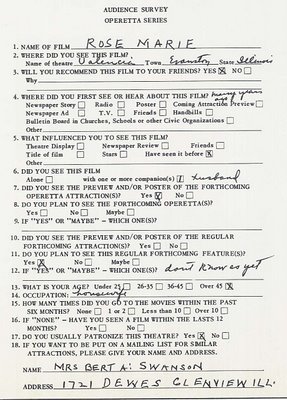 AUDIENCE SURVEY
OPERETTA SERIES
1. NAME OF FILM ROSE MARIE
2. WHERE DID YOU SEE THIS FILM?
Name of theatre Valencia Town Evanston State Illinois
3. WILL YOU RECOMMEND THIS FILM TO YOUR FRIENDS? YES ☒ NO ☐
Why
4. WHERE DID YOU FIRST SEE OR HEAR ABOUT THIS FILM? many years ago
Newspaper Story ☐ Radio ☐ Poster ☐ Coming Attraction Preview ☐
Newspaper Ad ☐ T.V. ☐ Friends ☐ Handbills ☐
Bulletin Board in Churches, Schools or other Civic Organizations ☐
Other
5. WHAT INFLUENCED YOU TO SEE THIS FILM?
Theatre Display ☐ Newspaper Review ☐ Friends ☐
Title of film ☐ Stars ☐ Have seen it before ☒
Other
6. DID YOU SEE THIS FILM
Alone ☐ with one or more companion(s) ☑ husband
7. DID YOU SEE THE PREVIEW AND/OR POSTER OF THE FORTHCOMING
OPERETTA ATTRACTION(S)? Yes ☑ No ☐
8. DO YOU PLAN TO SEE THE FORTHCOMING OPERETTA(S)?
Yes ☐ No ☐ Maybe ☐
9. IF "YES" OR "MAYBE" - WHICH ONE(S)?
10. DID YOU SEE THE PREVIEW AND/OR POSTER OF THE REGULAR
FORTHCOMING ATTRACTION(S)? Yes ☐ No ☐
11. DO YOU PLAN TO SEE THIS REGULAR FORTHCOMING FEATURE(S)?
Yes ☒ No ☐ Maybe ☐
12. IF "YES" OR "MAYBE" - WHICH ONE(S)? don't know as yet
13. WHAT IS YOUR AGE? Under 25 ☐ 26-35 ☐ 36-45 ☐ Over 45 ☒
14. OCCUPATION: housewife
15. HOW MANY TIMES DID YOU GO TO THE MOVIES WITHIN THE PAST
SIX MONTHS? None ☐ 1 or 2 ☐ Less than 10 ☐ Over 10 ☐
16. IF "NONE" - HAVE YOU SEEN A FILM WITHIN THE LASTS 12
MONTHS? Yes ☐ No ☐
17. DO YOU USUALLY PATRONIZE THIS THEATRE? Yes ☒ No ☐
18. IF YOU WANT TO BE PUT ON A MAILING LIST FOR SIMILAR
ATTRACTIONS, PLEASE GIVE YOUR NAME AND ADDRESS.
NAME MRS BERT A. SWANSON
ADDRESS 1721 DEWES GLENVIEW ILL.